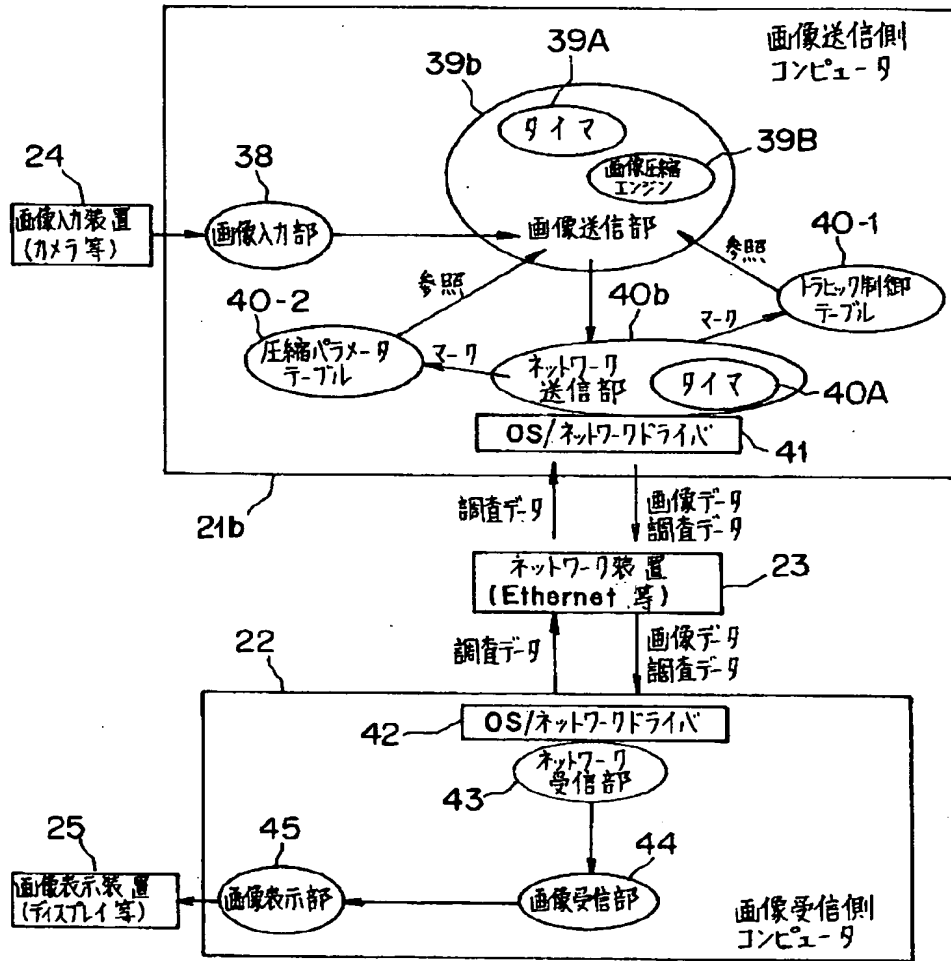 画像送信側
コンピュータ
39A
39b
タイマ
39B
画像圧縮
エンジン
24
38
画像入力装置
(カメラ等)
画像入力部
画像送信部
40-1
参照
参照
トラヒック制御
テーブル
40-2
40b
マーク
圧縮パラメータ
テーブル
マーク
ネットワーク
送信部
タイマ
40A
OS/ネットワークドライバ
41
21b
調査データ
画像データ
調査データ
ネットワーク装置
(Ethernet 等)
23
調査データ
画像データ
調査データ
22
42
OS/ネットワークドライバ
ネットワーク
受信部
43
25
45
44
画像表示装置
(ディスプレイ等)
画像表示部
画像受信部
画像受信側
コンピュータ